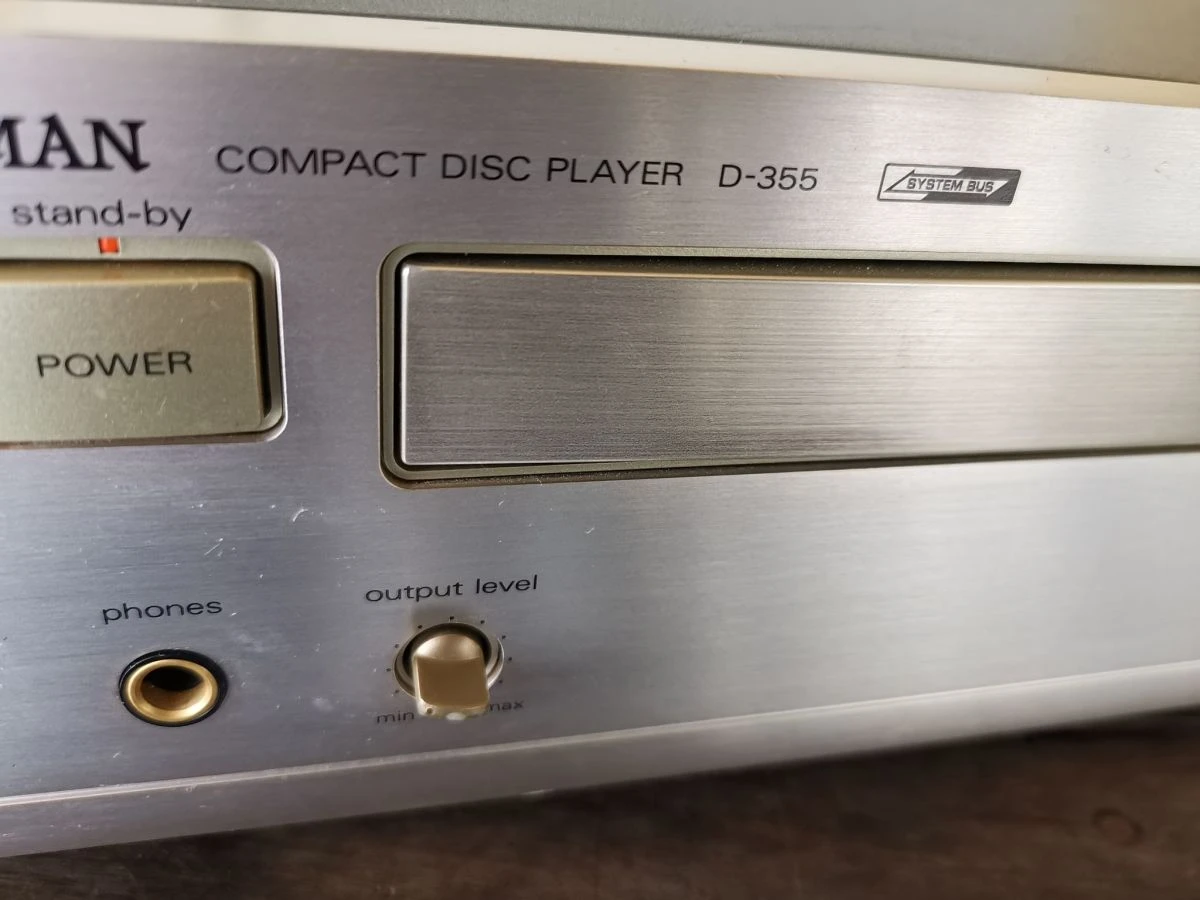 MAN COMPACT DISC PLAYER D-355 SYSTEM BUS
stand-by
POWER
phones
output level
min max